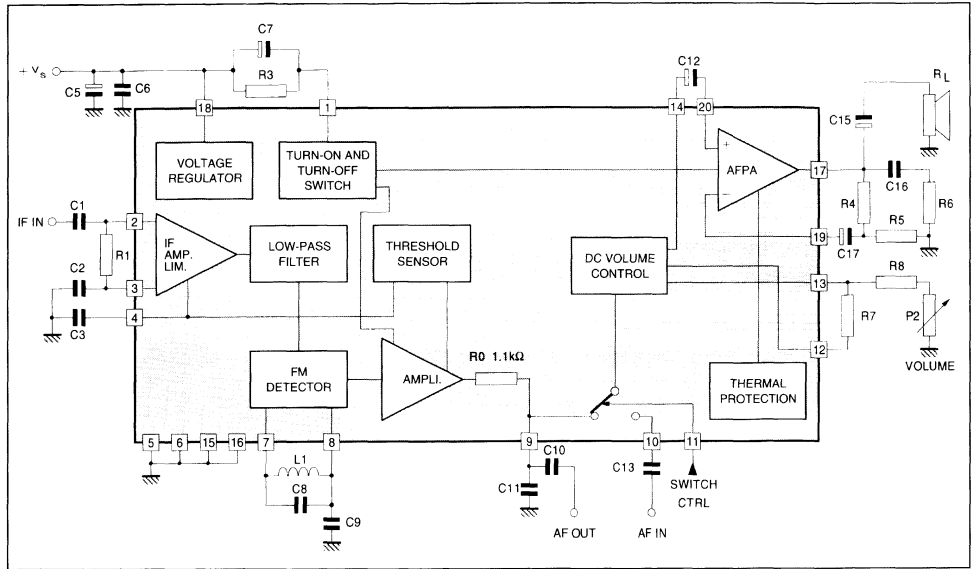 C7
+ Vs
C5
C6
R3
18
1
C12
14
20
RL
C15
VOLTAGE
REGULATOR
TURN-ON AND
TURN-OFF
SWITCH
+
AFPA
−
17
C16
R4
R5
R6
19
C17
IF IN
C1
2
R1
IF
AMP.
LIM.
LOW-PASS
FILTER
THRESHOLD
SENSOR
DC VOLUME
CONTROL
C2
3
C3
4
13
R8
R7
P2
12
VOLUME
FM
DETECTOR
AMPLI.
R0 1.1kΩ
THERMAL
PROTECTION
5
6
15
16
7
8
9
10
11
L1
C8
C9
C10
C11
C13
SWITCH
CTRL
AF OUT
AF IN